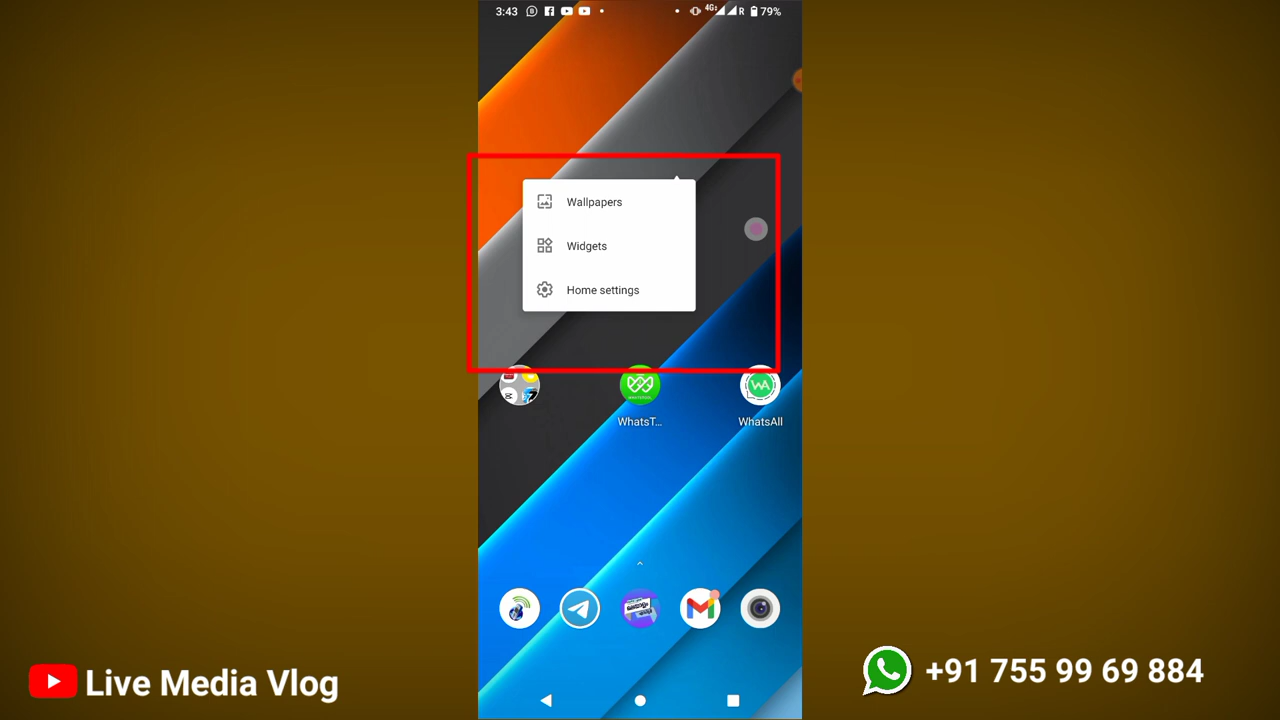 3:43
4G
R
79%
Wallpapers
Widgets
Home settings
WhatsT...
WhatsAll
Live Media Vlog
+91 755 99 69 884